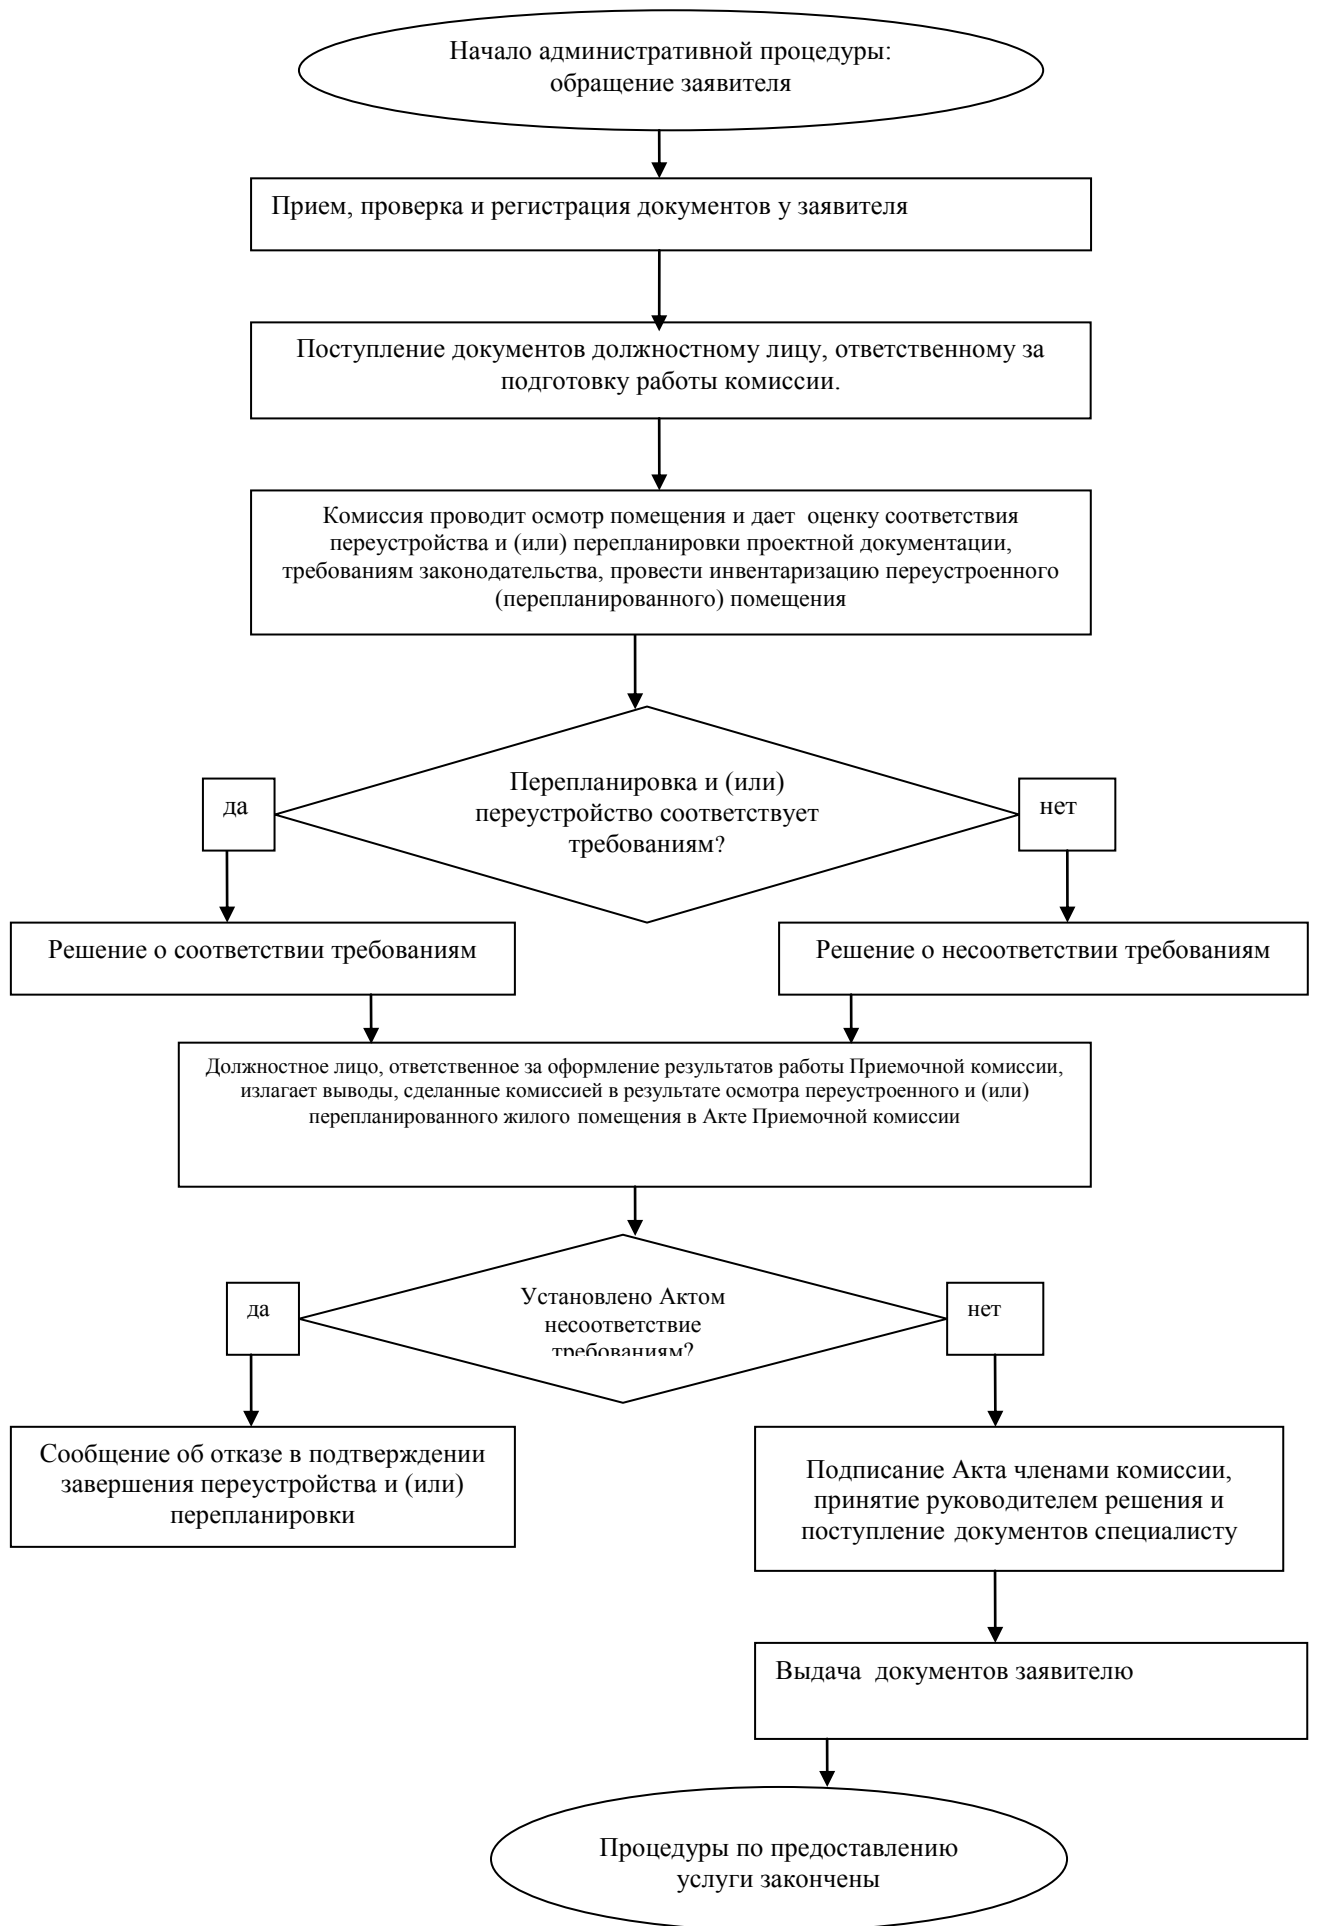 Начало административной процедуры:
обращение заявителя
Прием, проверка и регистрация документов у заявителя
Поступление документов должностному лицу, ответственному за
подготовку работы комиссии.
Комиссия проводит осмотр помещения и дает оценку соответствия
переустройства и (или) перепланировки проектной документации,
требованиям законодательства, провести инвентаризацию переустроенного
(перепланированного) помещения
Перепланировка и (или)
переустройство соответствует
требованиям?
да
нет
Решение о соответствии требованиям
Решение о несоответствии требованиям
Должностное лицо, ответственное за оформление результатов работы Приемочной комиссии,
излагает выводы, сделанные комиссией в результате осмотра переустроенного и (или)
перепланированного жилого помещения в Акте Приемочной комиссии
Установлено Актом
несоответствие
требованиям?
да
нет
Сообщение об отказе в подтверждении
завершения переустройства и (или)
перепланировки
Подписание Акта членами комиссии,
принятие руководителем решения и
поступление документов специалисту
Выдача документов заявителю
Процедуры по предоставлению
услуги закончены